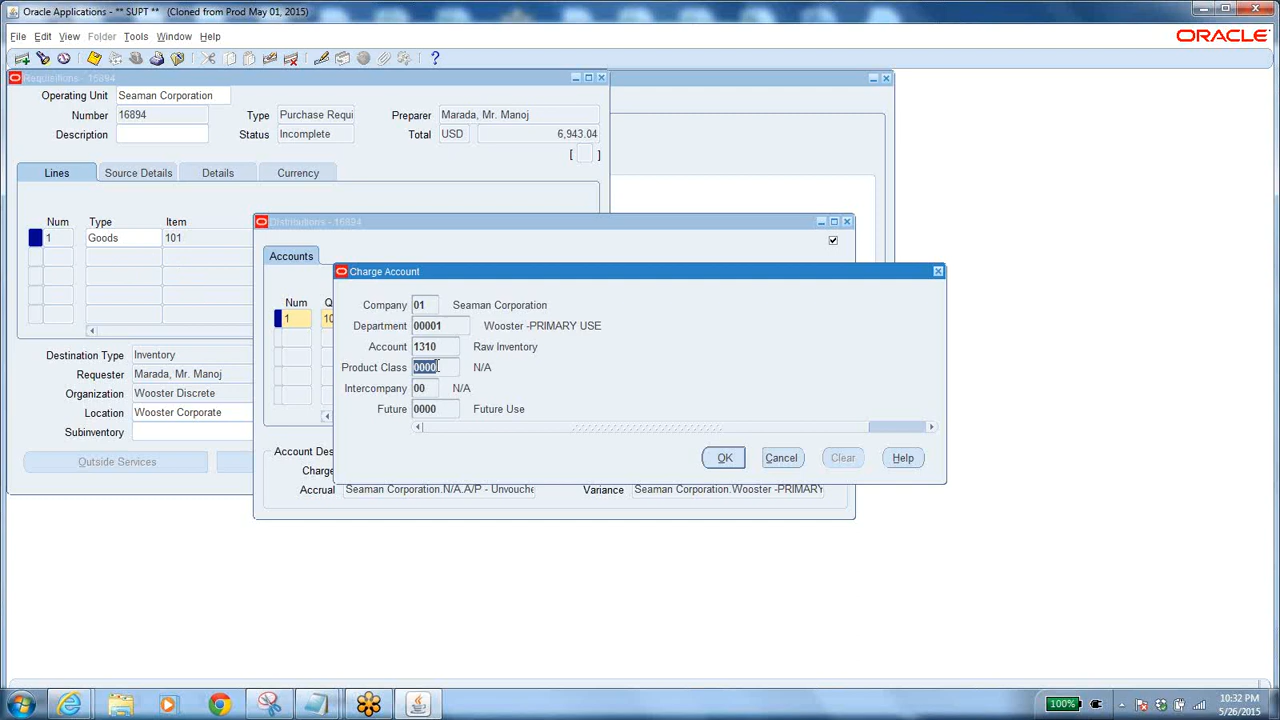 Oracle Applications - ** SUPT ** (Cloned from Prod May 01, 2015)
File Edit View Folder Tools Window Help
ORACLE
Requisitions - 16894
Operating Unit Seaman Corporation
Number 16894 Type Purchase Requi Preparer Marada, Mr. Manoj
Description Status Incomplete Total USD 6,943.04
[ ]
Lines Source Details Details Currency
Num Type Item
1 Goods 101
Distributions - 16894
Accounts
Num Q
1 10
Charge Account
Company 01 Seaman Corporation
Department 00001 Wooster -PRIMARY USE
Account 1310 Raw Inventory
Product Class 0000 N/A
Intercompany 00 N/A
Future 0000 Future Use
OK Cancel Clear Help
Destination Type Inventory
Requester Marada, Mr. Manoj
Organization Wooster Discrete
Location Wooster Corporate
Subinventory
Outside Services
Account Des
Charge
Accrual Seaman Corporation.N/A.A/P - Unvouche Variance Seaman Corporation.Wooster -PRIMARY
100%
10:32 PM
5/26/2015